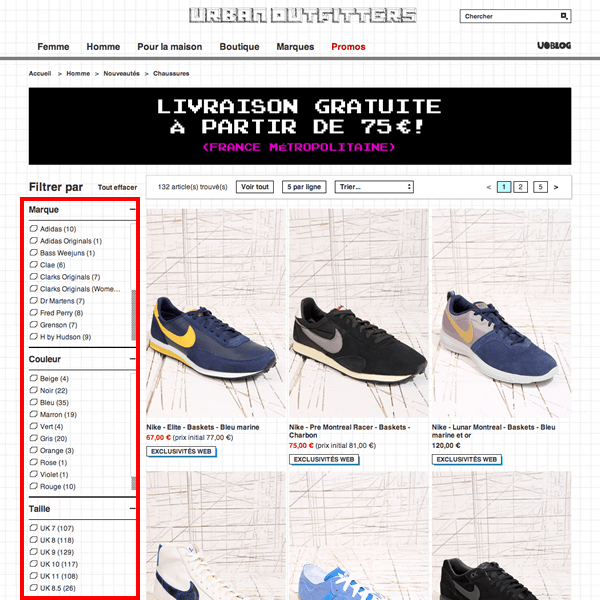 URBAN OUTFITTERS
Chercher
Femme Homme Pour la maison Boutique Marques Promos
UOBLOG
Accueil > Homme > Nouveautés > Chaussures
LIVRAISON GRATUITE
À PARTIR DE 75€!
(FRANCE MÉTROPOLITAINE)
Filtrer par Tout effacer
132 article(s) trouvé(s) Voir tout 5 par ligne Trier... < 1 2 5 >
Marque
Adidas (10)
Adidas Originals (1)
Bass Weejuns (1)
Clae (6)
Clarks Originals (7)
Clarks Originals (Wome...
Dr Martens (7)
Fred Perry (8)
Grenson (7)
H by Hudson (9)
Couleur
Beige (4)
Noir (22)
Bleu (35)
Marron (19)
Vert (4)
Gris (20)
Orange (3)
Rose (1)
Violet (1)
Rouge (10)
Taille
UK 7 (107)
UK 8 (118)
UK 9 (129)
UK 10 (117)
UK 11 (108)
UK 8.5 (26)
Nike - Elite - Baskets - Bleu marine
67,00 € (prix initial 77,00 €)
EXCLUSIVITÉS WEB
Nike - Pre Montreal Racer - Baskets -
Charbon
75,00 € (prix initial 81,00 €)
EXCLUSIVITÉS WEB
Nike - Lunar Montreal - Baskets - Bleu
marine et or
120,00 €
EXCLUSIVITÉS WEB